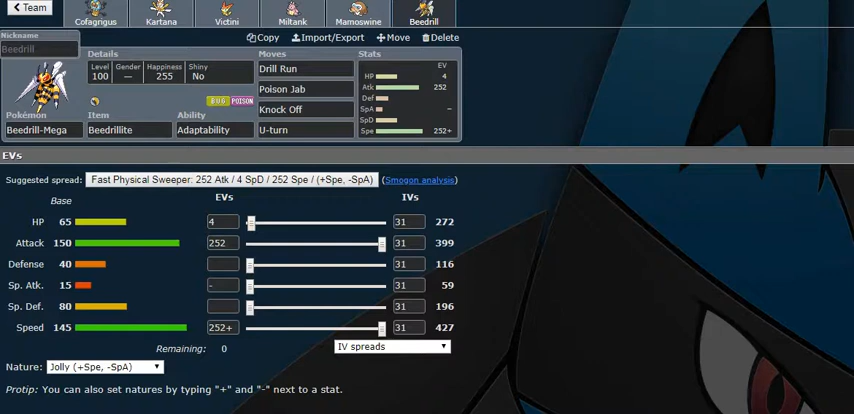 Team
Cofagrigus Kartana Victini Miltank Mamoswine Beedrill
Copy Import/Export Move Delete
Nickname
Beedrill
Details Moves Stats
Level Gender Happiness Shiny
100 — 255 No
BUG POISON
Pokémon Item Ability
Beedrill-Mega Beedrillite Adaptability
Drill Run
Poison Jab
Knock Off
U-turn
EV
HP 4
Atk 252
Def
SpA −
SpD
Spe 252+
EVs
Suggested spread: Fast Physical Sweeper: 252 Atk / 4 SpD / 252 Spe / (+Spe, -SpA) (Smogon analysis)
Base EVs IVs
HP 65 4 31 272
Attack 150 252 31 399
Defense 40 31 116
Sp. Atk. 15 - 31 59
Sp. Def. 80 31 196
Speed 145 252+ 31 427
Remaining: 0 IV spreads
Nature: Jolly (+Spe, -SpA)
Protip: You can also set natures by typing "+" and "-" next to a stat.